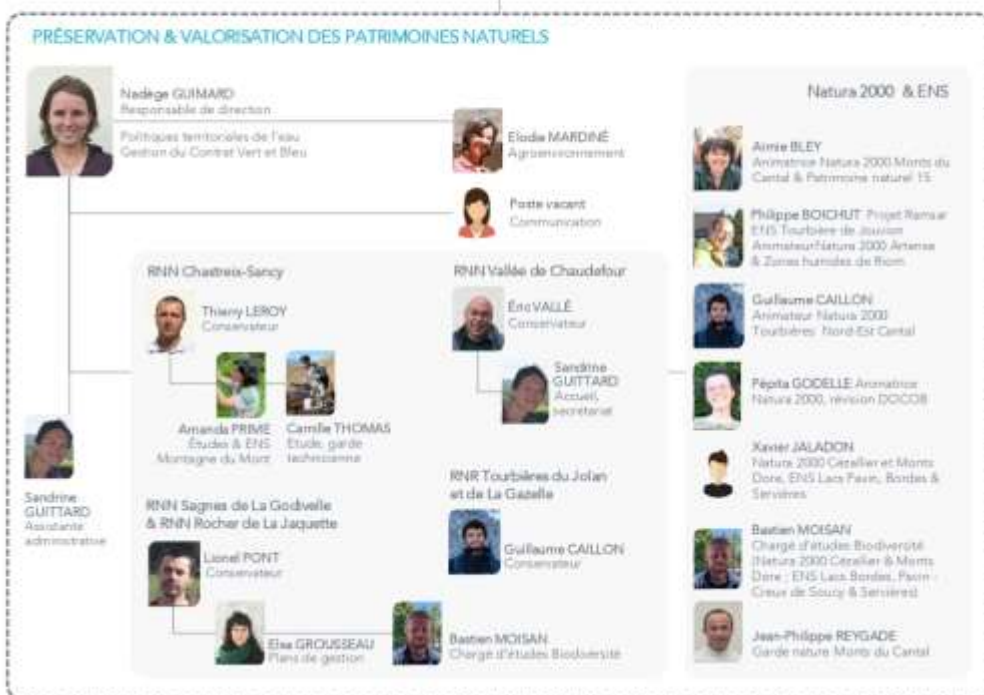 PRÉSERVATION & VALORISATION DES PATRIMOINES NATURELS
Nadège GUIMARD
Responsable de direction
Politiques territoriales de l'eau
Gestion du Contrat Vert et Bleu
Elodie MARDINÉ
Agroenvironnement
Poste vacant
Communication
Sandrine
GUITTARD
Assistante
administrative
RNN Chastreix-Sancy
Thierry LEROY
Conservateur
Amanda PRIME
Études & ENS
Montagne du Mont
Camille THOMAS
Etude, garde
technicienne
RNN Vallée de Chaudefour
Éric VALLÉ
Conservateur
Sandrine
GUITTARD
Accueil,
secrétariat
RNN Sagnes de La Godivelle
& RNN Rocher de La Jaquette
Lionel PONT
Conservateur
Elsa GROUSSEAU
Plans de gestion
Bastien MOISAN
Chargé d'études Biodiversité
RNR Tourbières du Jolan
et de La Gazelle
Guillaume CAILLON
Conservateur
Natura 2000 & ENS
Aimie BLEY
Animatrice Natura 2000 Monts du
Cantal & Patrimoine naturel 15
Philippe BOICHUT Projet Ramsar
ENS Tourbière de Jouvion
Animateur Natura 2000 Artense
& Zones humides de Riom
Guillaume CAILLON
Animateur Natura 2000
Tourbières Nord-Est Cantal
Pépita GODELLE Animatrice
Natura 2000, révision DOCOB
Xavier JALADON
Natura 2000 Cézallier et Monts
Dore, ENS Lacs Pavin, Bordes &
Servières
Bastien MOISAN
Chargé d'études Biodiversité
(Natura 2000 Cézallier & Monts
Dore ; ENS Lacs Bordes, Pavin -
Creux de Soucy & Servières)
Jean-Philippe REYGADE
Garde nature Monts du Cantal